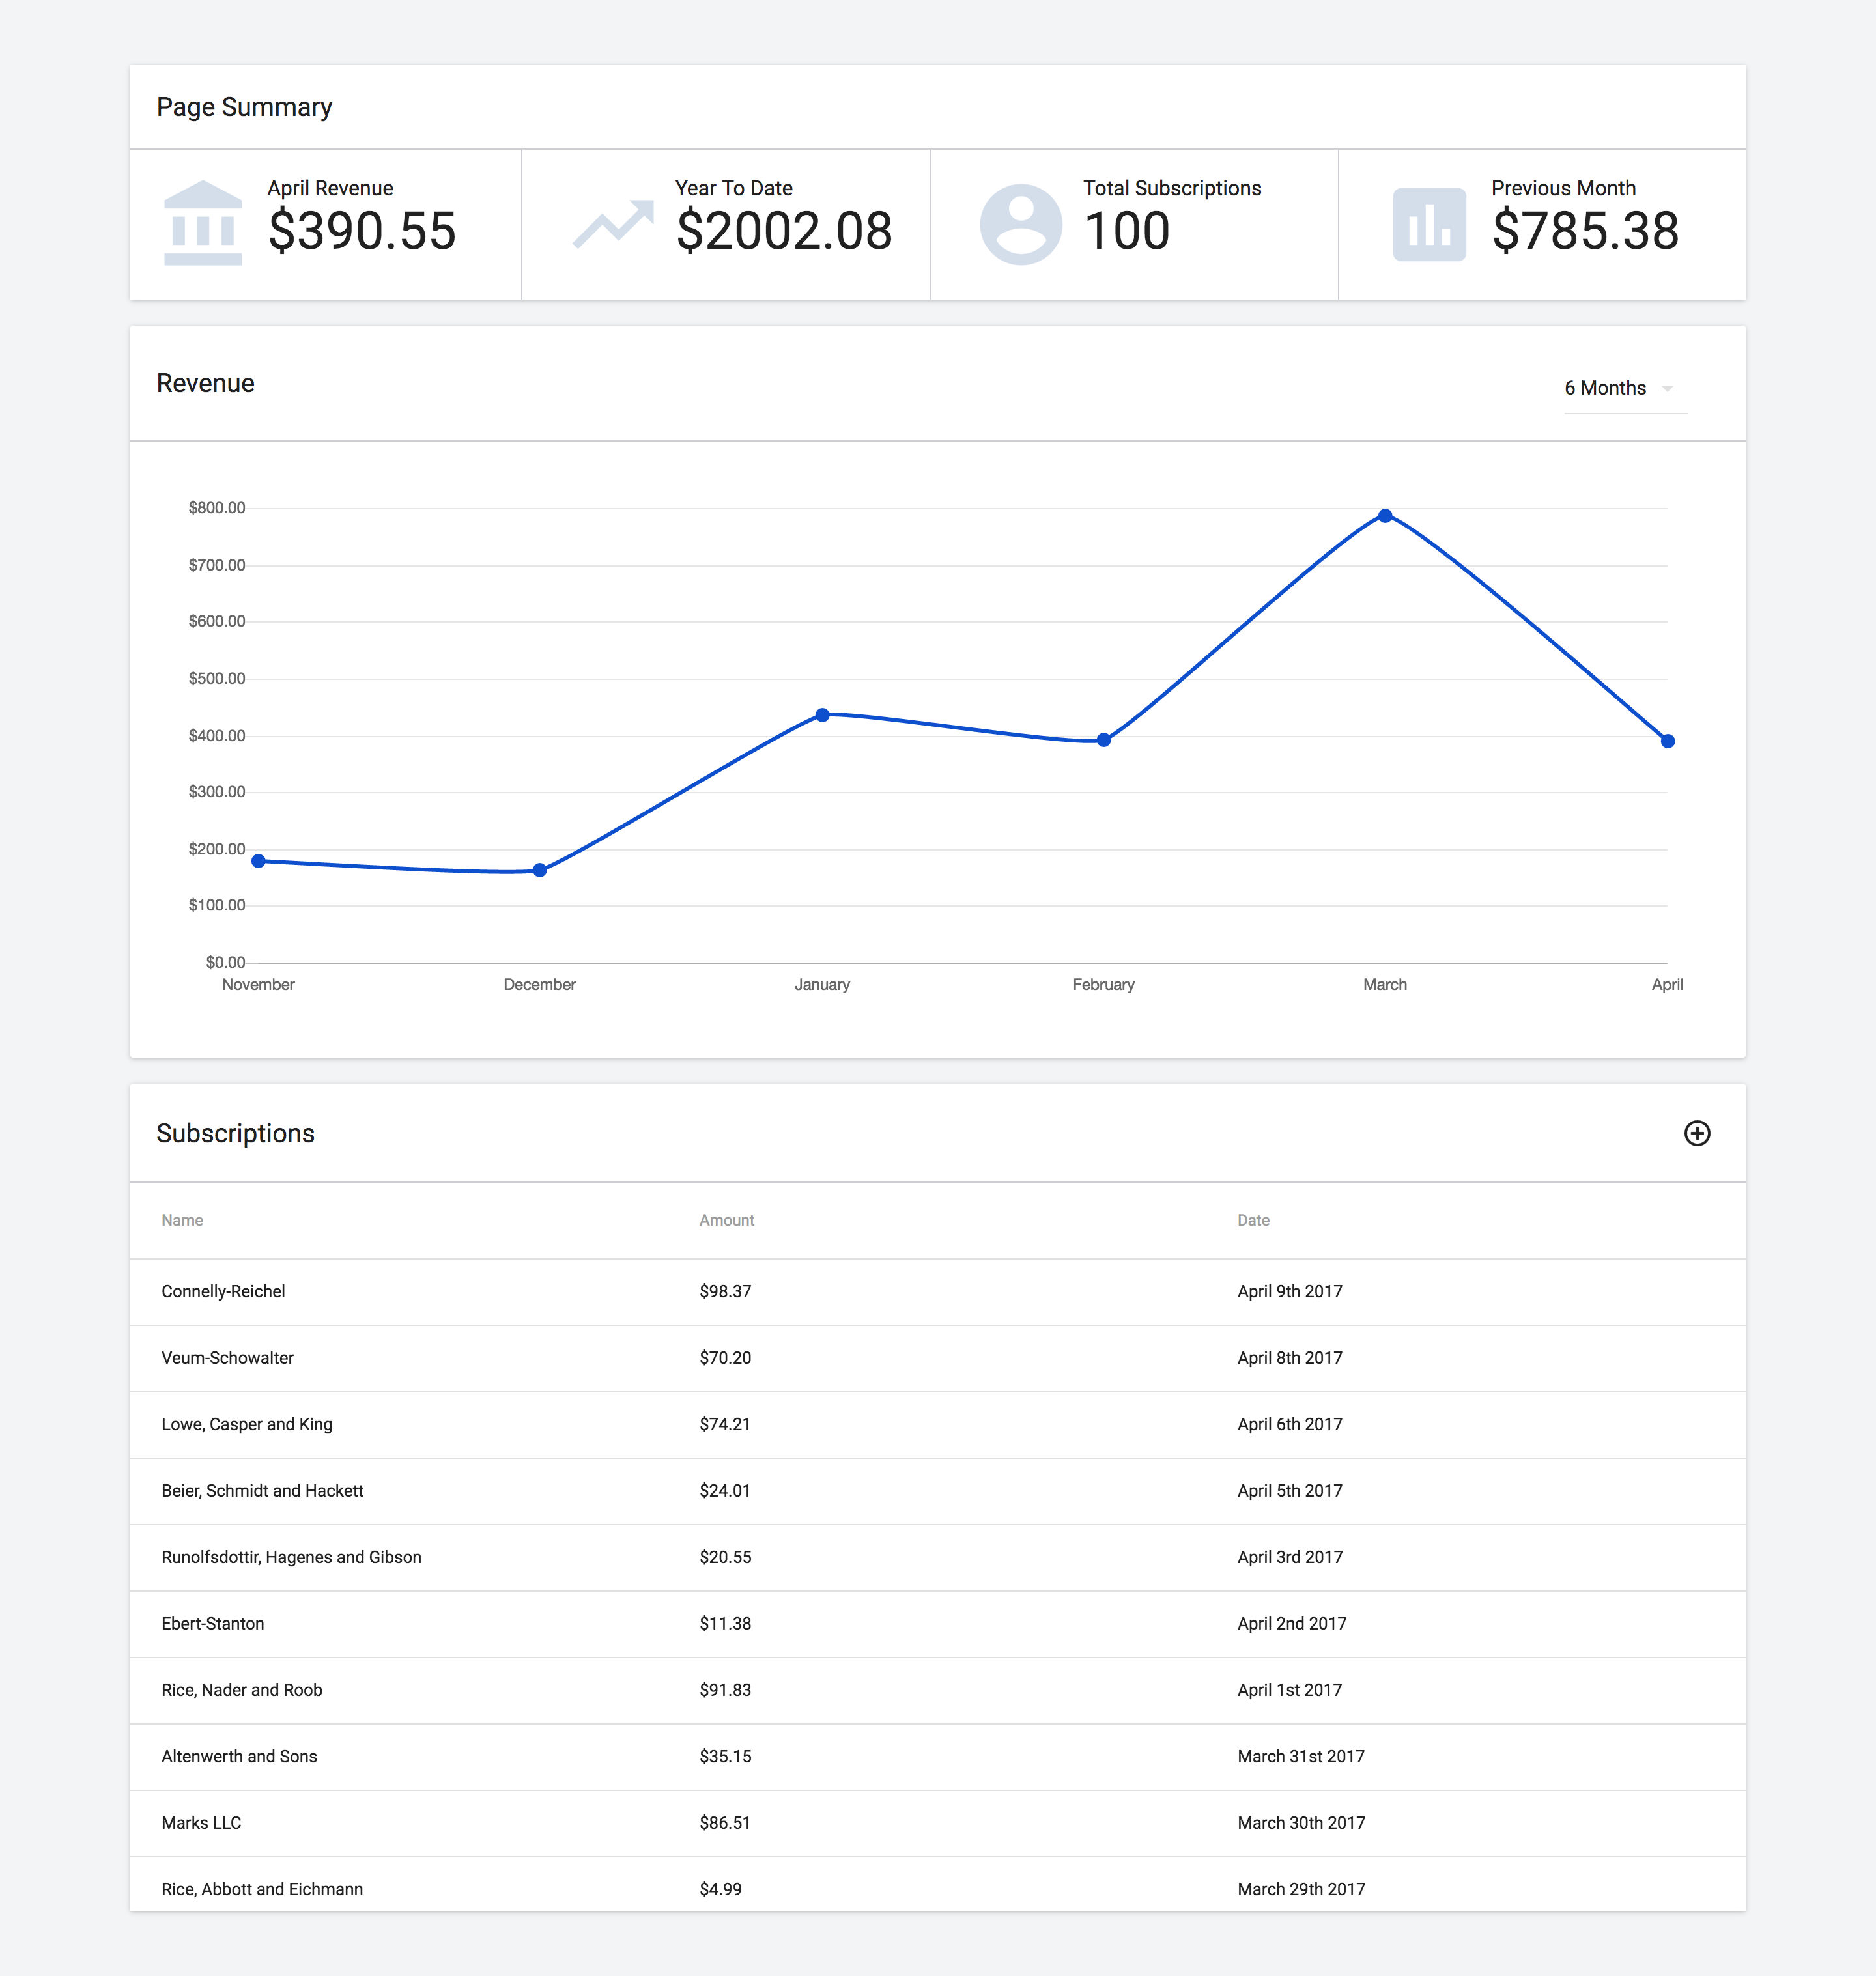 Page Summary
April Revenue
$390.55
Year To Date
$2002.08
Total Subscriptions
100
Previous Month
$785.38
Revenue
6 Months
$800.00
$700.00
$600.00
$500.00
$400.00
$300.00
$200.00
$100.00
$0.00
November December January February March April
Subscriptions
Name Amount Date
Connelly-Reichel $98.37 April 9th 2017
Veum-Schowalter $70.20 April 8th 2017
Lowe, Casper and King $74.21 April 6th 2017
Beier, Schmidt and Hackett $24.01 April 5th 2017
Runolfsdottir, Hagenes and Gibson $20.55 April 3rd 2017
Ebert-Stanton $11.38 April 2nd 2017
Rice, Nader and Roob $91.83 April 1st 2017
Altenwerth and Sons $35.15 March 31st 2017
Marks LLC $86.51 March 30th 2017
Rice, Abbott and Eichmann $4.99 March 29th 2017